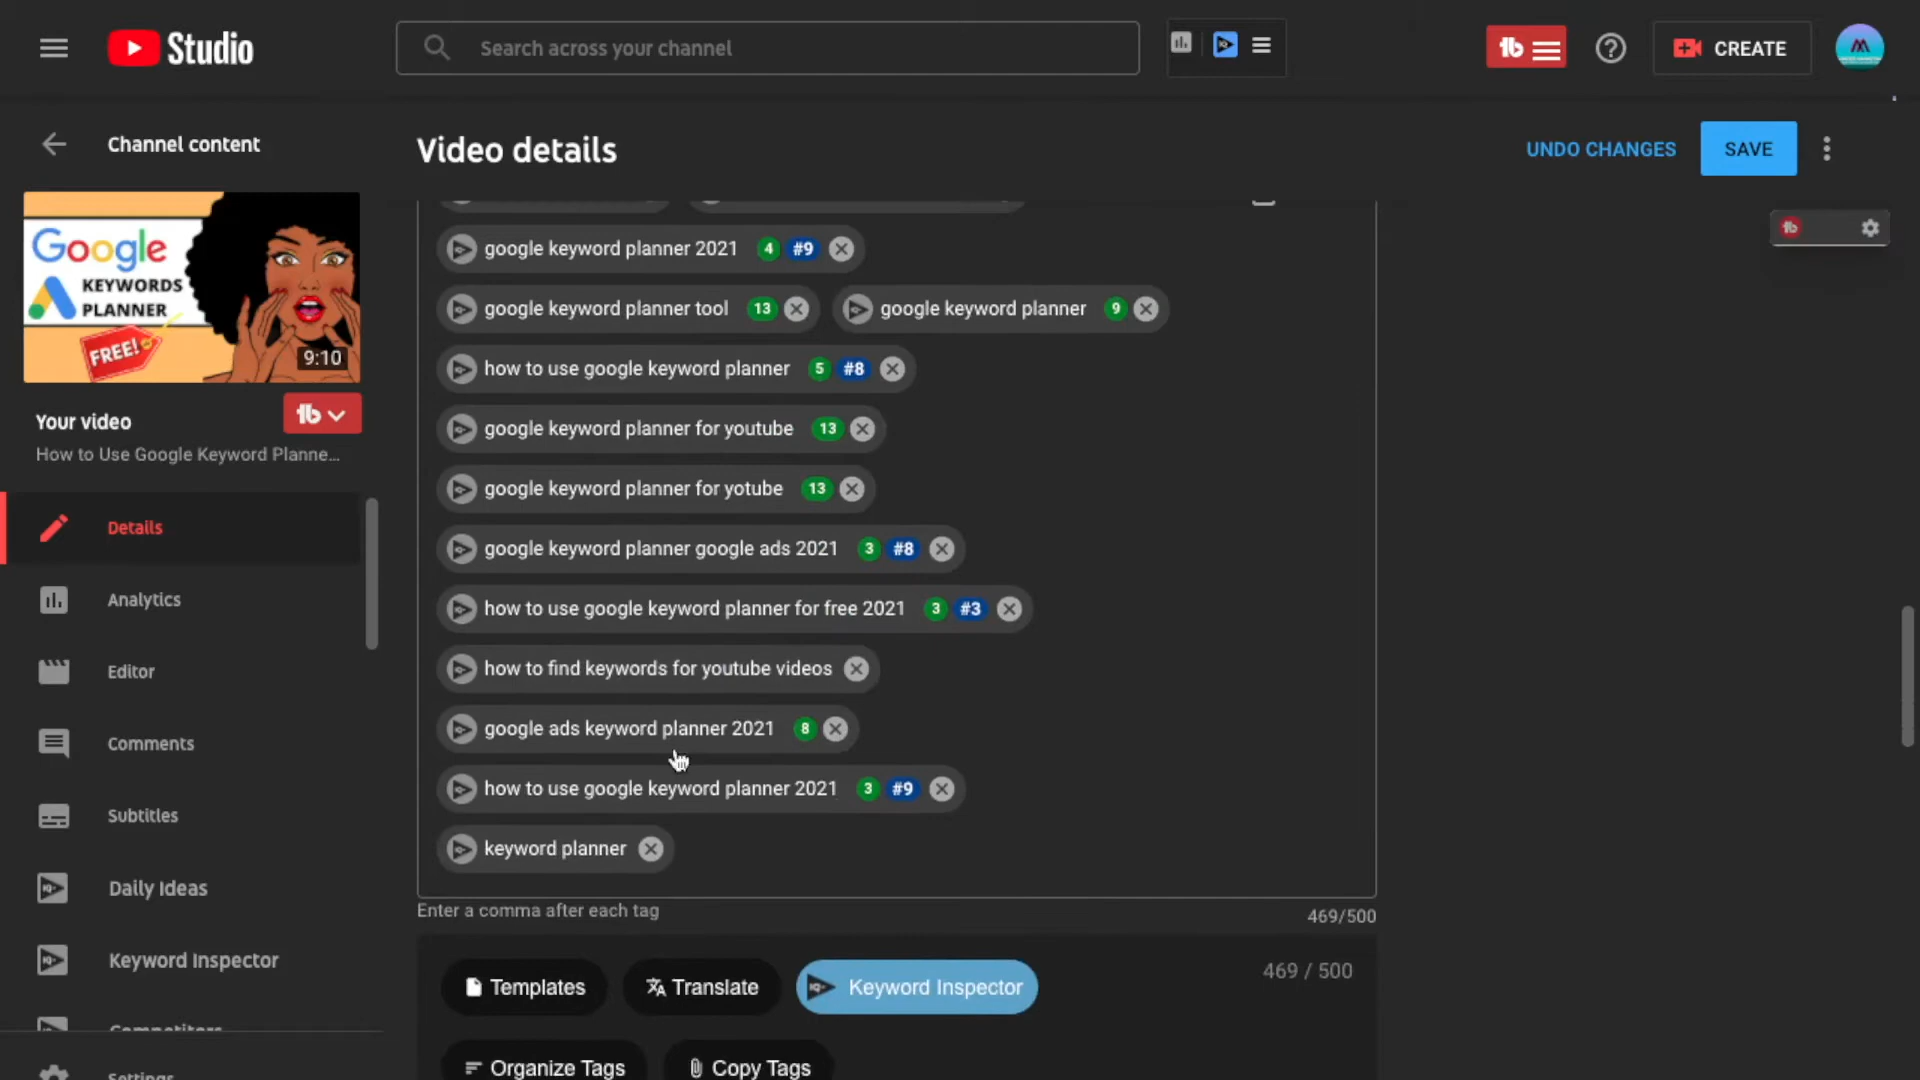 Studio
Search across your channel
CREATE
Channel content
Video details
UNDO CHANGES
SAVE
Google
KEYWORDS
PLANNER
FREE!
9:10
Your video
How to Use Google Keyword Planne...
Details
Analytics
Editor
Comments
Subtitles
Daily Ideas
Keyword Inspector
google keyword planner 2021 4 #9
google keyword planner tool 13 google keyword planner 9
how to use google keyword planner 5 #8
google keyword planner for youtube 13
google keyword planner for yotube 13
google keyword planner google ads 2021 3 #8
how to use google keyword planner for free 2021 3 #3
how to find keywords for youtube videos
google ads keyword planner 2021 8
how to use google keyword planner 2021 3 #9
keyword planner
Enter a comma after each tag
469/500
Templates Translate Keyword Inspector 469 / 500
Organize Tags Copy Tags